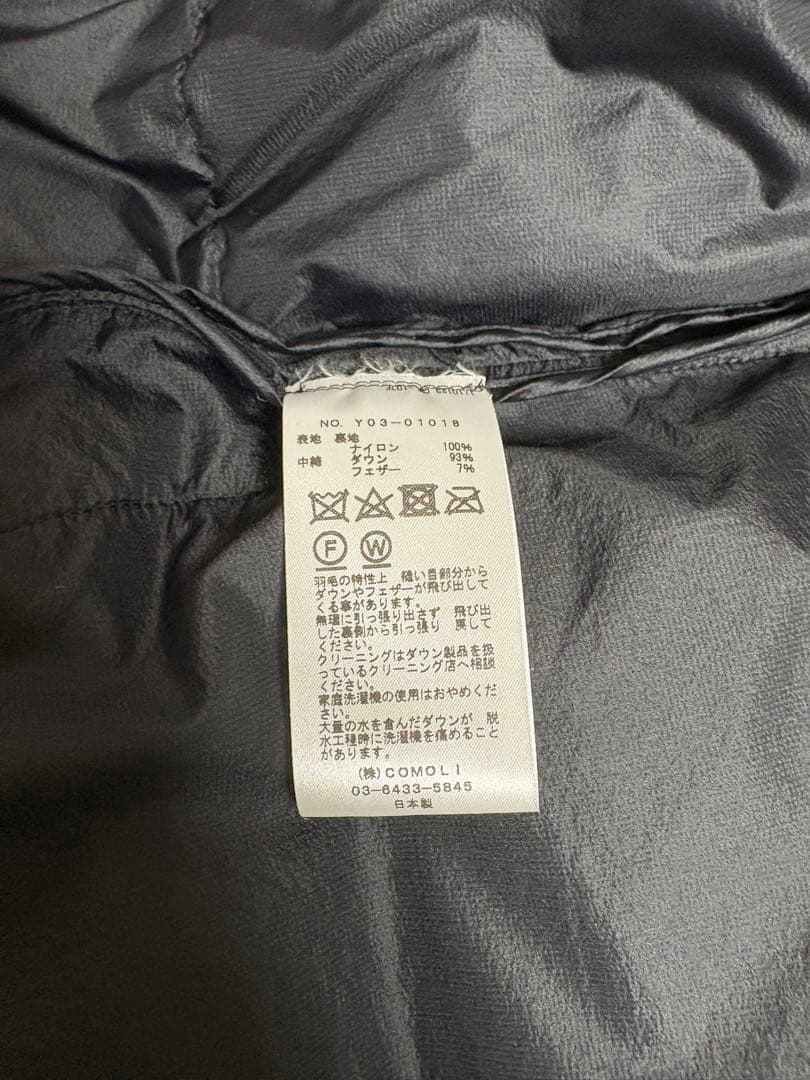 NO. Y03-01018
表地 裏地
ナイロン 100%
中綿 ダウン 93%
フェザー 7%
F W
羽毛の特性上 縫い目部分から
ダウンやフェザーが飛び出して
くる事があります。
無理に引っ張り出さず 飛び出
した裏側から引っ張り 戻して
ください。
クリーニングはダウン製品を扱
っているクリーニング店へ相談
ください。
家庭洗濯機の使用はおやめくだ
さい。
大量の水を含んだダウンが 脱
水工程時に洗濯機を痛めること
があります。
(株) COMOLI
03-6433-5845
日本製